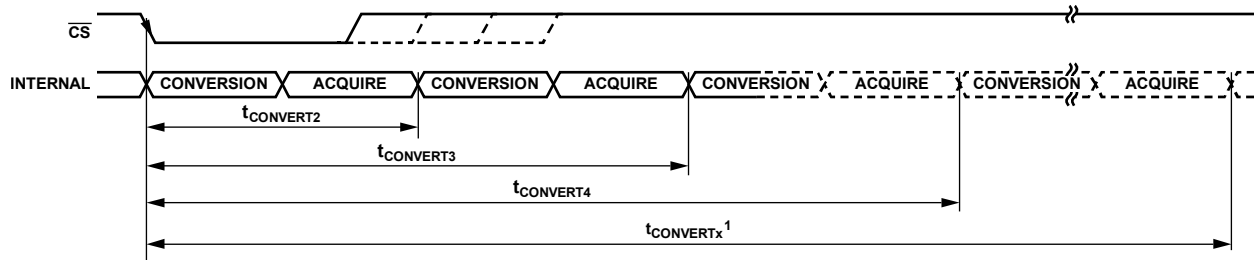 CS
INTERNAL CONVERSION ACQUIRE CONVERSION ACQUIRE CONVERSION ACQUIRE CONVERSION ACQUIRE
tCONVERT2
tCONVERT3
tCONVERT4
tCONVERTx1